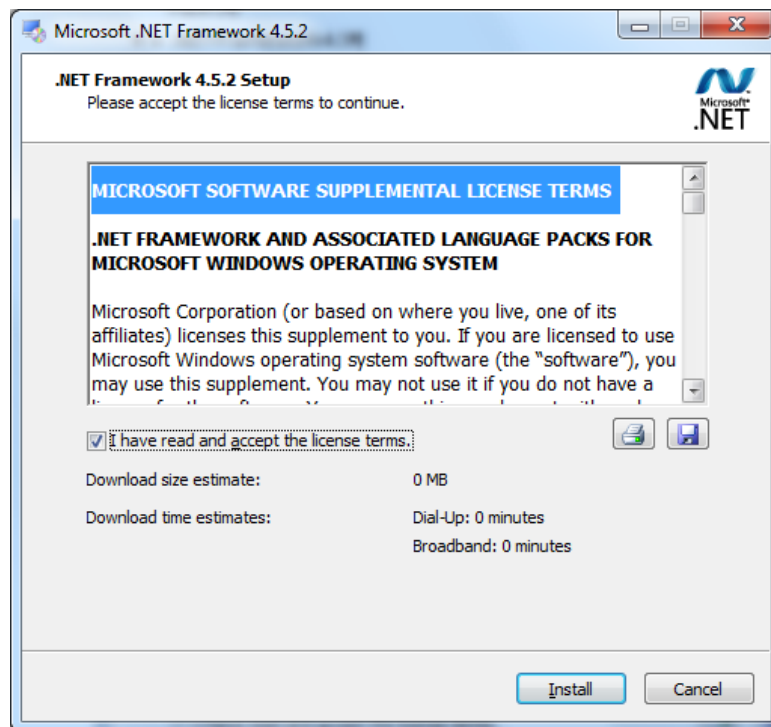 Microsoft .NET Framework 4.5.2
.NET Framework 4.5.2 Setup
Please accept the license terms to continue.
Microsoft
.NET
MICROSOFT SOFTWARE SUPPLEMENTAL LICENSE TERMS
.NET FRAMEWORK AND ASSOCIATED LANGUAGE PACKS FOR
MICROSOFT WINDOWS OPERATING SYSTEM
Microsoft Corporation (or based on where you live, one of its
affiliates) licenses this supplement to you. If you are licensed to use
Microsoft Windows operating system software (the “software”), you
may use this supplement. You may not use it if you do not have a
I have read and accept the license terms.
Download size estimate: 0 MB
Download time estimates: Dial-Up: 0 minutes
Broadband: 0 minutes
Install Cancel